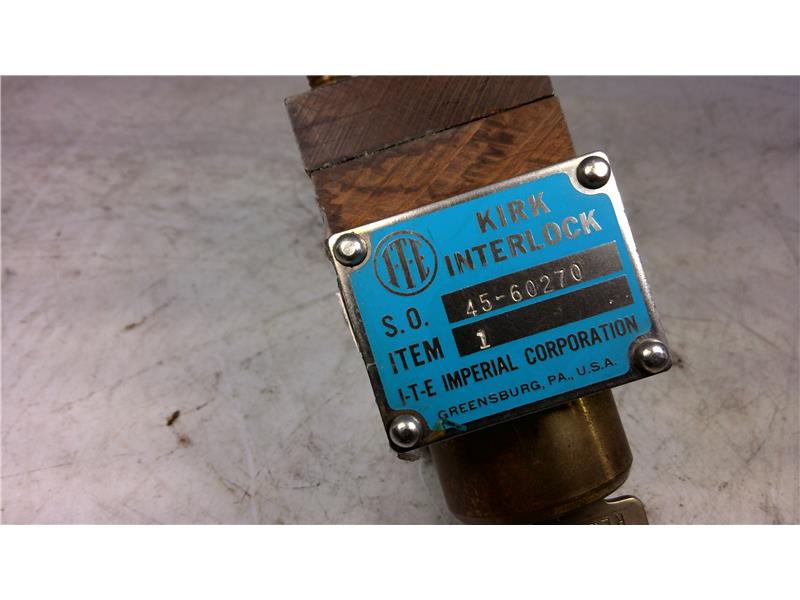 KIRK
INTERLOCK
I-T-E
S.O. 45-60270
ITEM 1
I-T-E IMPERIAL CORPORATION
GREENSBURG, PA., U.S.A.